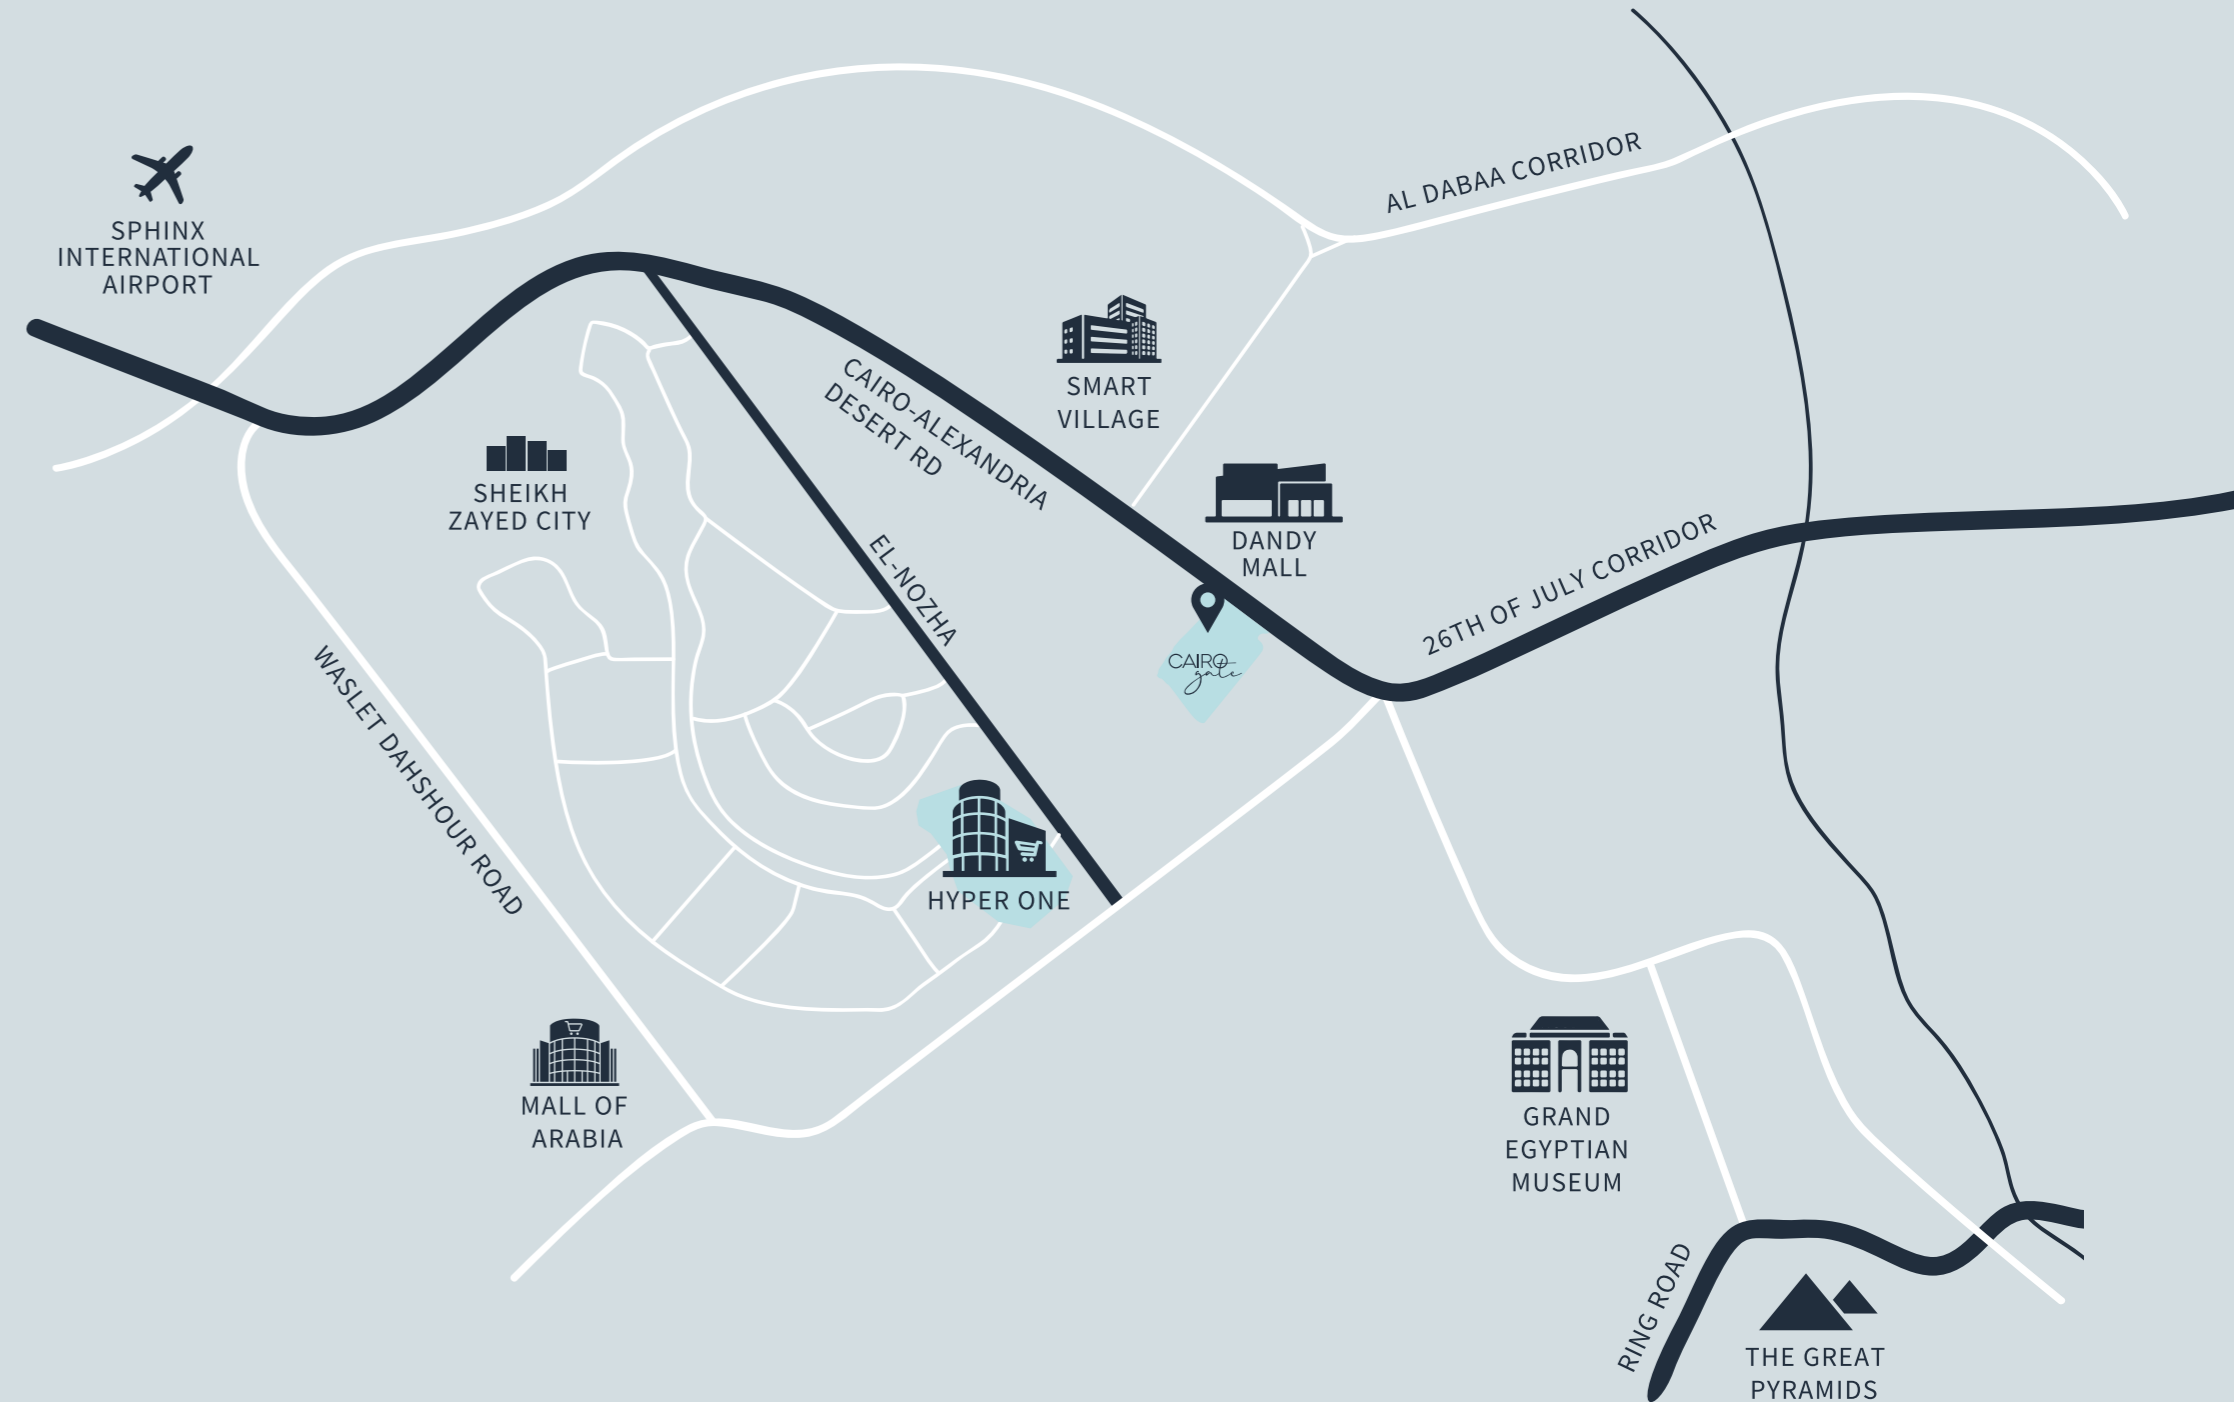 AL DABAA CORRIDOR
SPHINX
INTERNATIONAL
AIRPORT
SMART
VILLAGE
CAIRO-ALEXANDRIA
DESERT RD
SHEIKH
ZAYED CITY
DANDY
MALL
26TH OF JULY CORRIDOR
EL-NOZHA
CAIRO
gate
WASLET DAHSHOUR ROAD
HYPER ONE
MALL OF
ARABIA
GRAND
EGYPTIAN
MUSEUM
RING ROAD
THE GREAT
PYRAMIDS